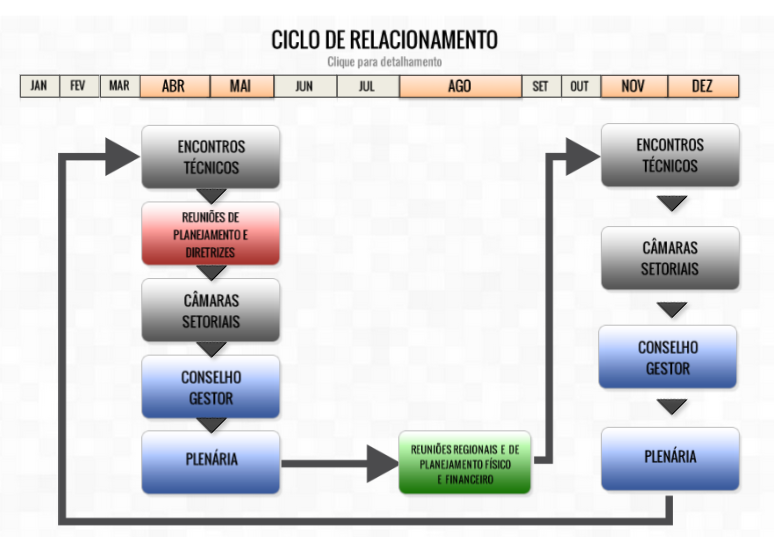 CICLO DE RELACIONAMENTO
Clique para detalhamento
JAN FEV MAR ABR MAI JUN JUL AGO SET OUT NOV DEZ
ENCONTROS
TÉCNICOS
REUNIÕES DE
PLANEJAMENTO E
DIRETRIZES
CÂMARAS
SETORIAIS
CONSELHO
GESTOR
PLENÁRIA
REUNIÕES REGIONAIS E DE
PLANEJAMENTO FÍSICO
E FINANCEIRO
ENCONTROS
TÉCNICOS
CÂMARAS
SETORIAIS
CONSELHO
GESTOR
PLENÁRIA